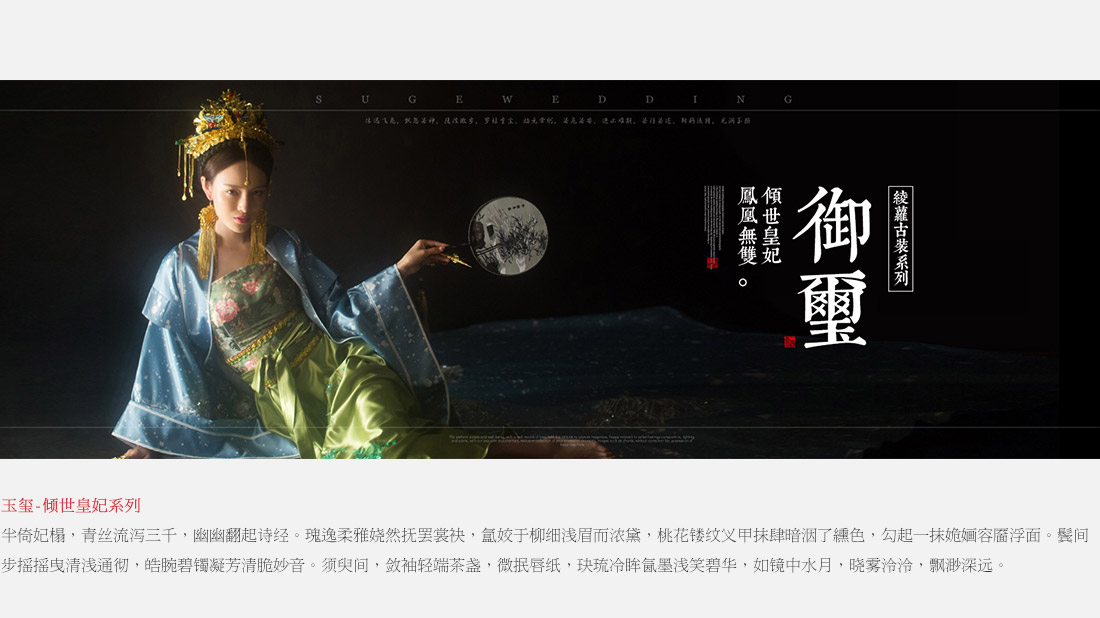 SUGEWEDDING
綾蘿古装系列
御璽
傾世皇妃
鳳凰無雙。
玉玺-倾世皇妃系列
半倚妃榻，青丝流泻三千，幽幽翻起诗经。瑰逸柔雅娆然抚罢裳袂，氲姣于柳细浅眉而浓黛，桃花镂纹义甲抹肆暗洇了纁色，勾起一抹姽婳容靥浮面。鬓间
步摇摇曳清浅通彻，皓腕碧镯凝芳清脆妙音。须臾间，敛袖轻端茶盏，微抿唇纸，玦琉冷眸氤墨浅笑碧华，如镜中水月，晓雾泠泠，飘渺深远。